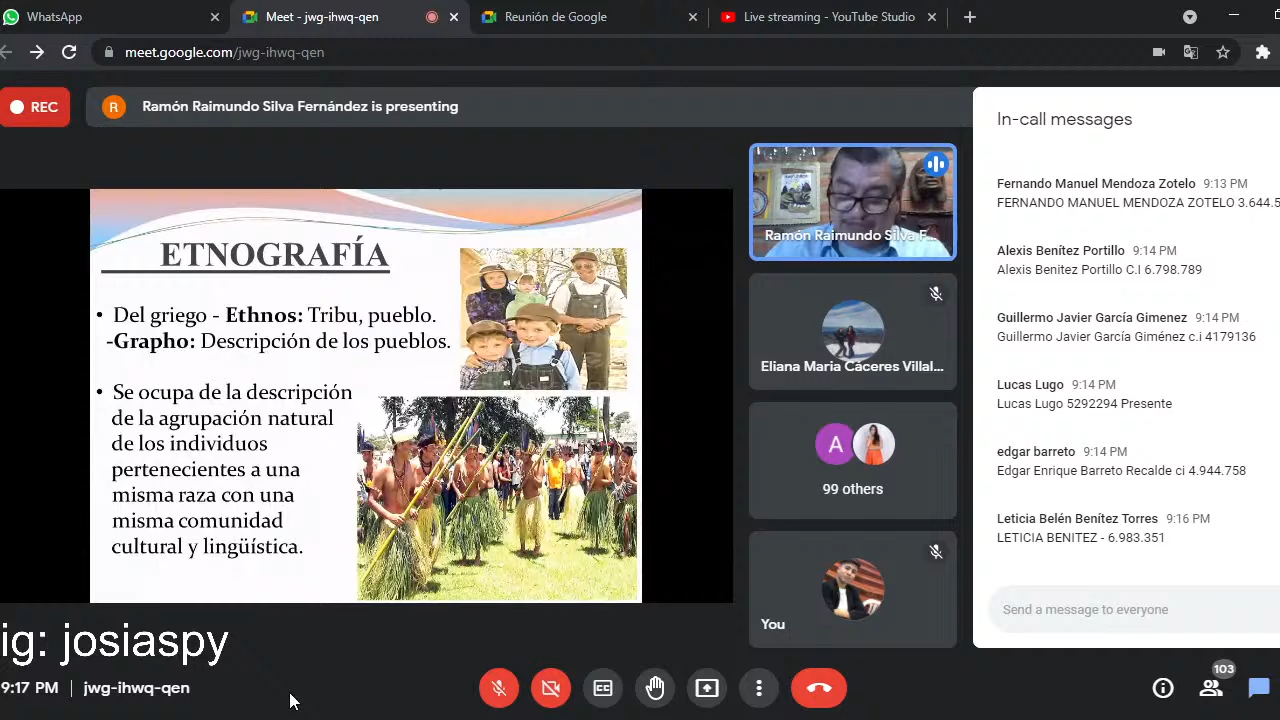 WhatsApp
Meet - jwg-ihwq-qen
Reunión de Google
Live streaming - YouTube Studio
meet.google.com/jwg-ihwq-qen
REC
R
Ramón Raimundo Silva Fernández is presenting
In-call messages
ETNOGRAFÍA
• Del griego - Ethnos: Tribu, pueblo.
-Grapho: Descripción de los pueblos.
• Se ocupa de la descripción
de la agrupación natural
de los individuos
pertenecientes a una
misma raza con una
misma comunidad
cultural y lingüística.
Ramón Raimundo Silva F...
Eliana Maria Cáceres Villal...
A
99 others
You
Fernando Manuel Mendoza Zotelo 9:13 PM
FERNANDO MANUEL MENDOZA ZOTELO 3.644.5
Alexis Benítez Portillo 9:14 PM
Alexis Benitez Portillo C.I 6.798.789
Guillermo Javier García Gimenez 9:14 PM
Guillermo Javier García Giménez c.i 4179136
Lucas Lugo 9:14 PM
Lucas Lugo 5292294 Presente
edgar barreto 9:14 PM
Edgar Enrique Barreto Recalde ci 4.944.758
Leticia Belén Benítez Torres 9:16 PM
LETICIA BENITEZ - 6.983.351
Send a message to everyone
ig: josiaspy
9:17 PM | jwg-ihwq-qen
CC
103